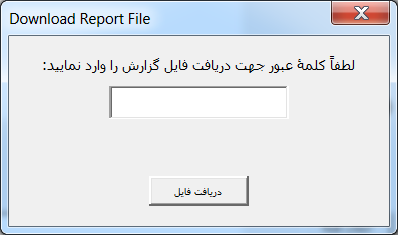 Download Report File
لطفاً کلمهٔ عبور جهت دریافت فایل گزارش را وارد نمایید:
دریافت فایل